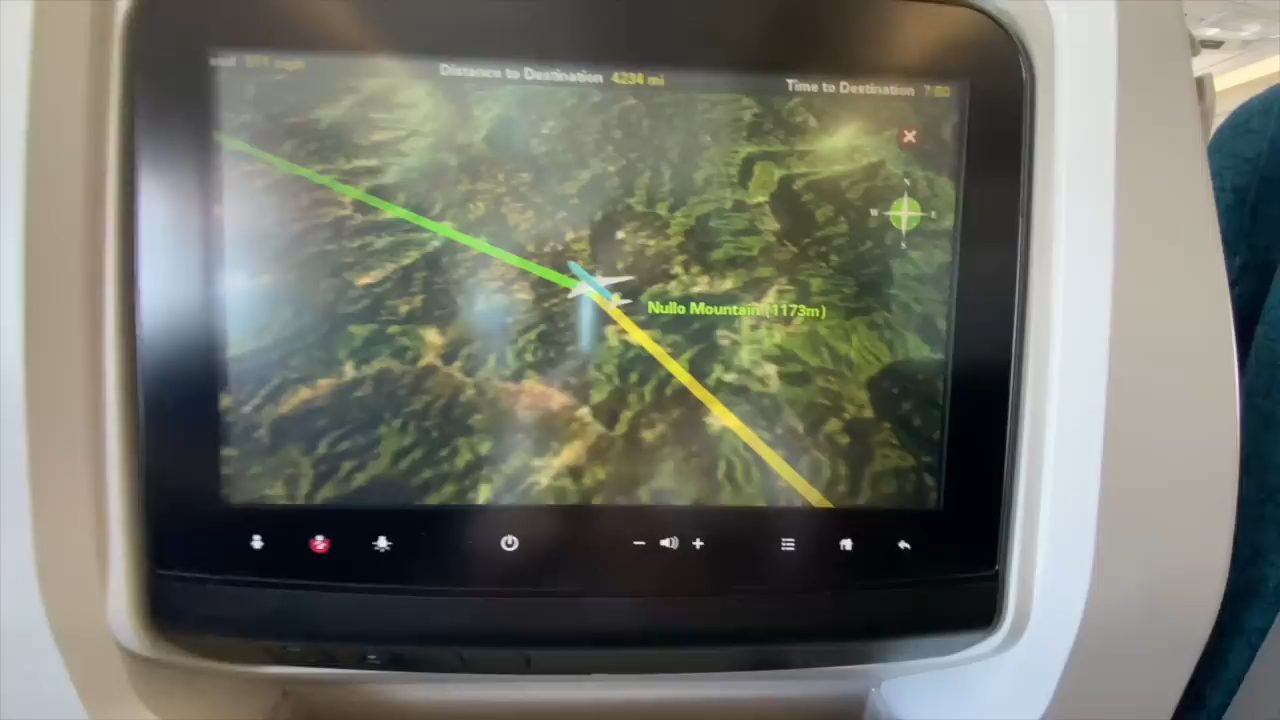 Distance to Destination 4234 mi
Time to Destination
Nullo Mountain (1173m)
N
W E
S